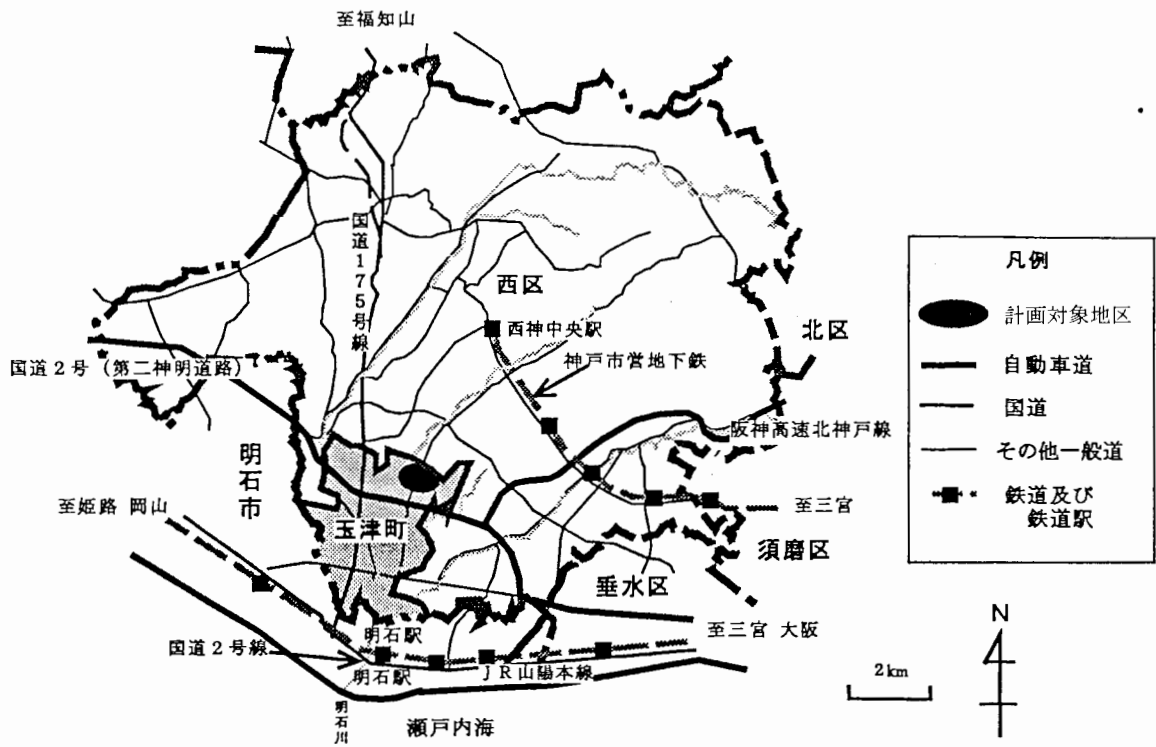 至福知山
国道175号線
西区
西神中央駅
北区
神戸市営地下鉄
国道2号(第二神明道路)
阪神高速北神戸線
明石市
至姫路 岡山
玉津町
至三宮
須磨区
垂水区
明石駅
至三宮 大阪
国道2号線
明石駅
JR山陽本線
明石川
瀬戸内海
凡例
計画対象地区
自動車道
国道
その他一般道
鉄道及び
鉄道駅
2km
N